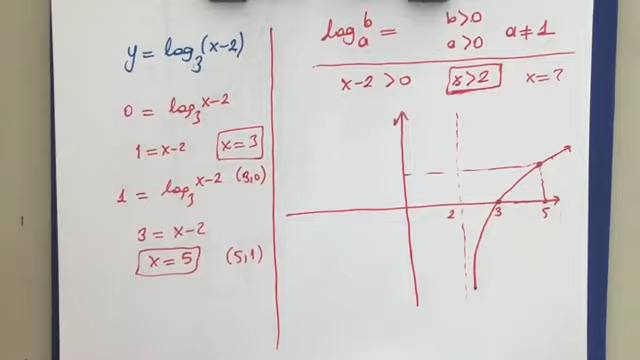 y = log₃(x-2)
0 = log₃ x-2
1 = x-2 x=3
1 = log₃ x-2 (3,0)
3 = x-2
x=5 (5,1)
log_a^b = b>0
a>0 a≠1
x-2 >0 x>2 x=?
2 3 5